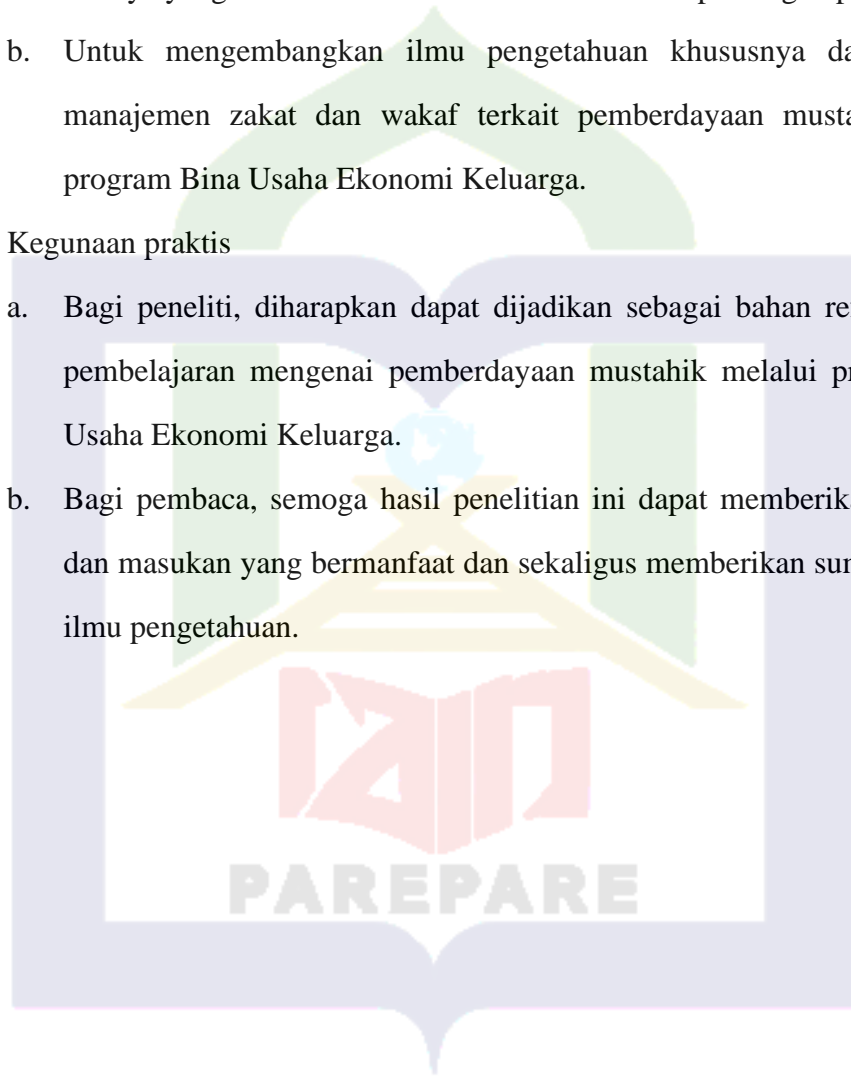 b. Untuk mengembangkan ilmu pengetahuan khususnya da
manajemen zakat dan wakaf terkait pemberdayaan musta
program Bina Usaha Ekonomi Keluarga.
Kegunaan praktis
a. Bagi peneliti, diharapkan dapat dijadikan sebagai bahan re
pembelajaran mengenai pemberdayaan mustahik melalui p
Usaha Ekonomi Keluarga.
b. Bagi pembaca, semoga hasil penelitian ini dapat memberik
dan masukan yang bermanfaat dan sekaligus memberikan su
ilmu pengetahuan.
iain
PAREPARE